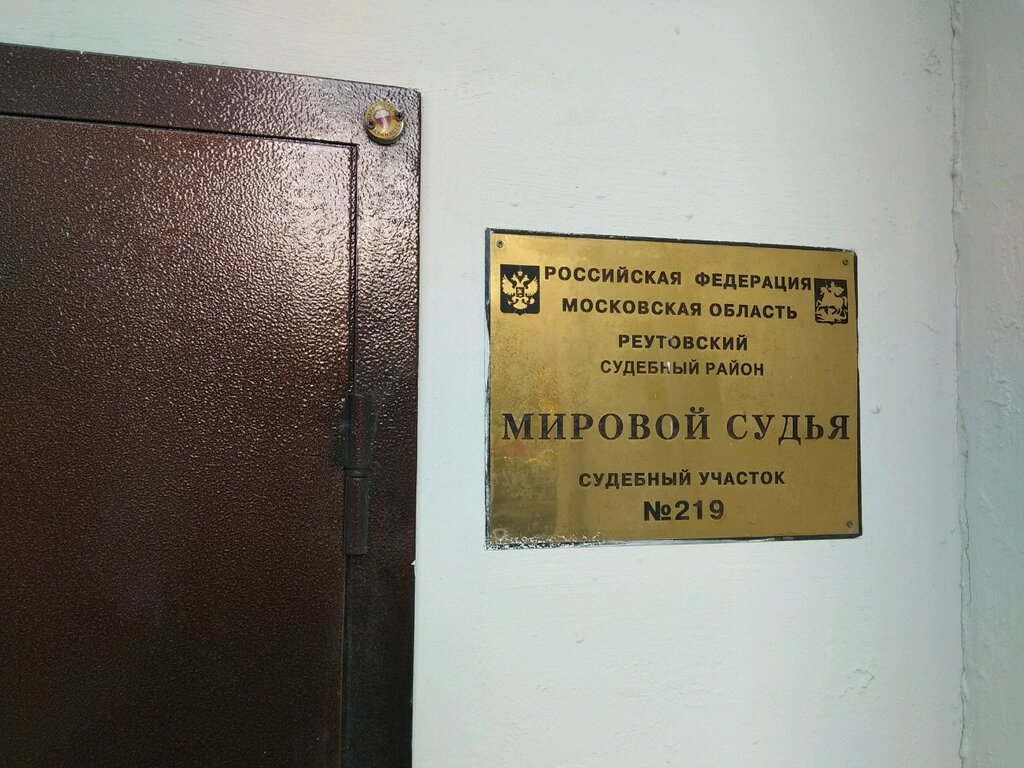 РОССИЙСКАЯ ФЕДЕРАЦИЯ
МОСКОВСКАЯ ОБЛАСТЬ
РЕУТОВСКИЙ
СУДЕБНЫЙ РАЙОН
МИРОВОЙ СУДЬЯ
СУДЕБНЫЙ УЧАСТОК
№219